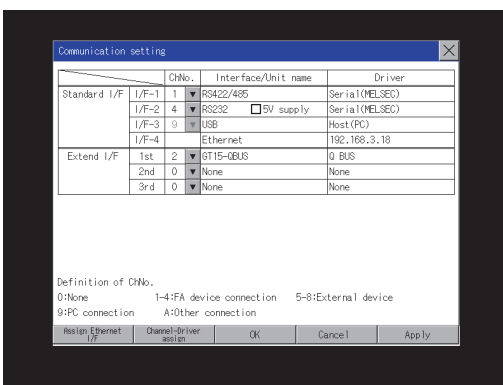 Communication setting
ChNo. Interface/Unit name Driver
Standard I/F I/F-1 1 RS422/485 Serial(MELSEC)
I/F-2 4 RS232 5V supply Serial(MELSEC)
I/F-3 9 USB Host(PC)
I/F-4 Ethernet 192.168.3.18
Extend I/F 1st 2 GT15-QBUS Q BUS
2nd 0 None None
3rd 0 None None
Definition of ChNo.
0:None 1-4:FA device connection 5-8:External device
9:PC connection A:Other connection
Assign Ethernet I/F Channel-Driver assign OK Cancel Apply